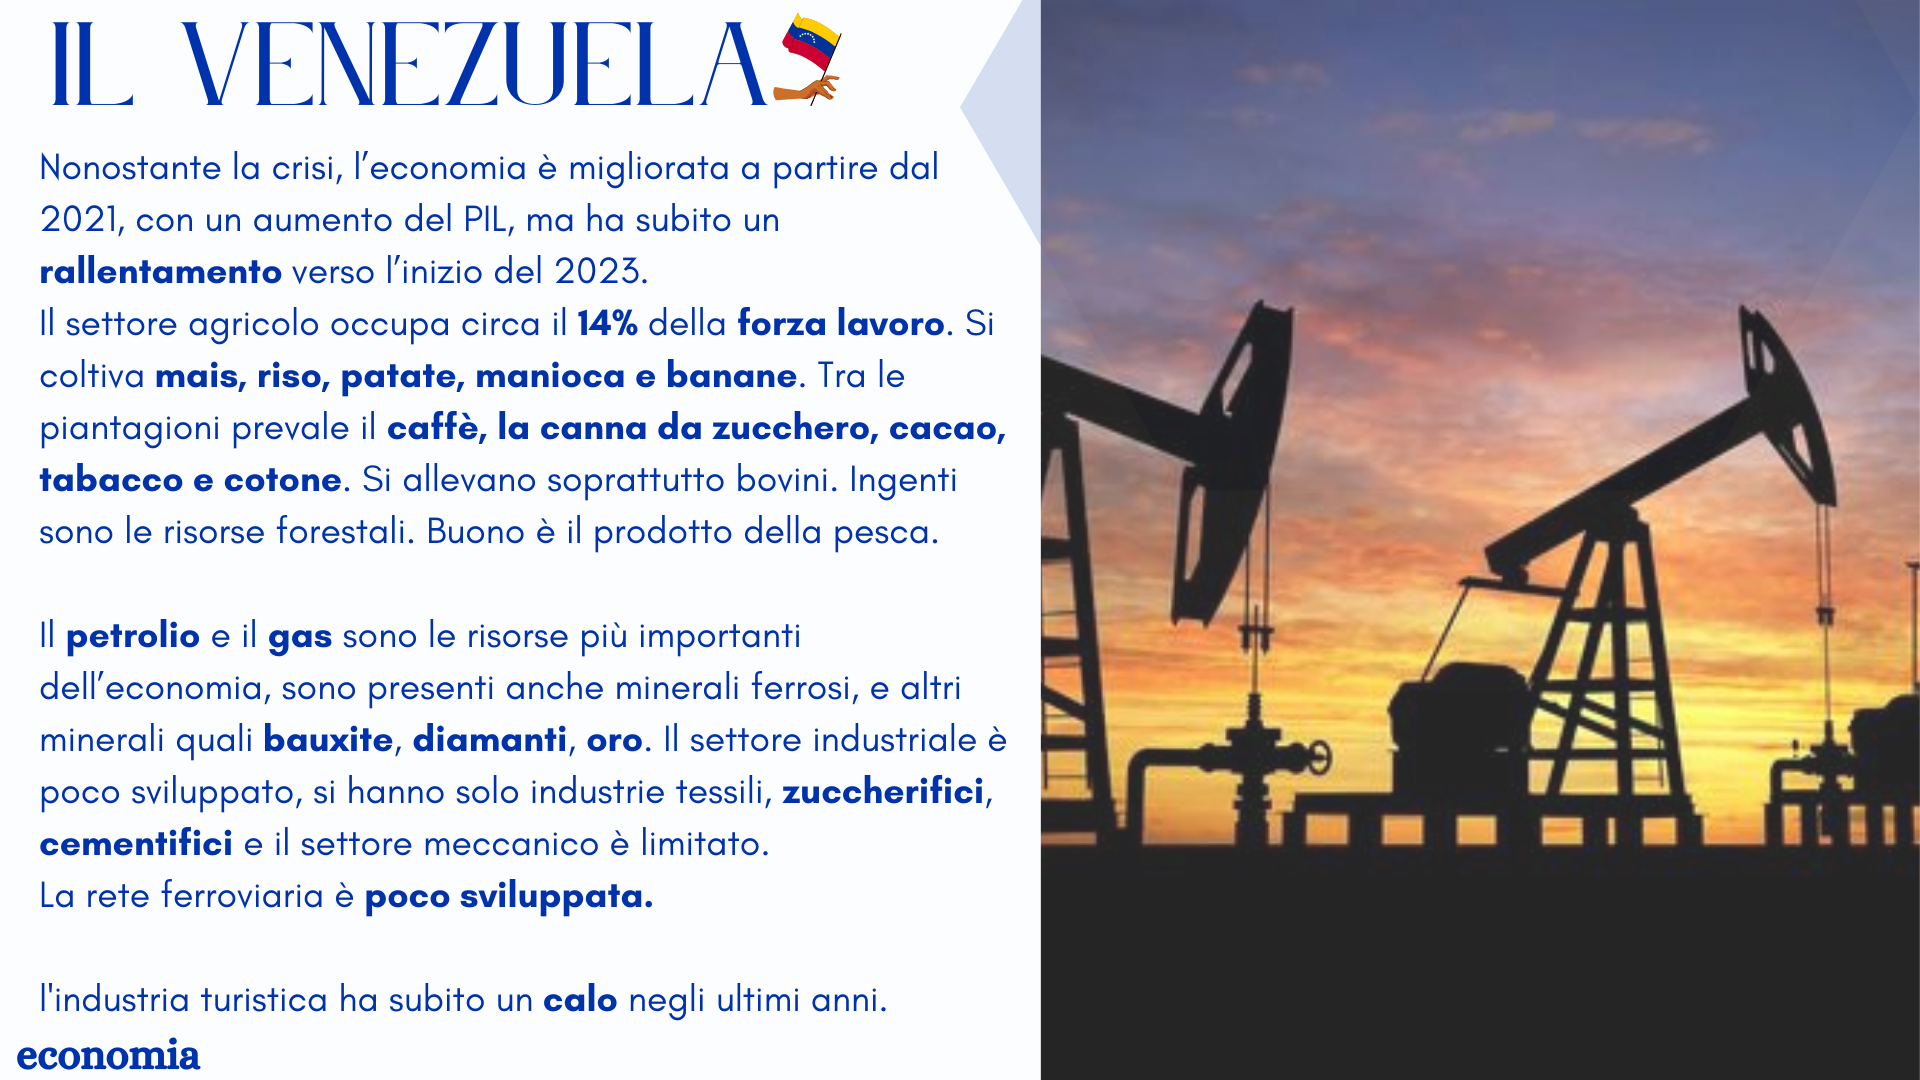 IL VENEZUELA
Nonostante la crisi, l’economia è migliorata a partire dal
2021, con un aumento del PIL, ma ha subito un
rallentamento verso l’inizio del 2023.
Il settore agricolo occupa circa il 14% della forza lavoro. Si
coltiva mais, riso, patate, manioca e banane. Tra le
piantagioni prevale il caffè, la canna da zucchero, cacao,
tabacco e cotone. Si allevano soprattutto bovini. Ingenti
sono le risorse forestali. Buono è il prodotto della pesca.
Il petrolio e il gas sono le risorse più importanti
dell’economia, sono presenti anche minerali ferrosi, e altri
minerali quali bauxite, diamanti, oro. Il settore industriale è
poco sviluppato, si hanno solo industrie tessili, zuccherifici,
cementifici e il settore meccanico è limitato.
La rete ferroviaria è poco sviluppata.
l'industria turistica ha subito un calo negli ultimi anni.
economia